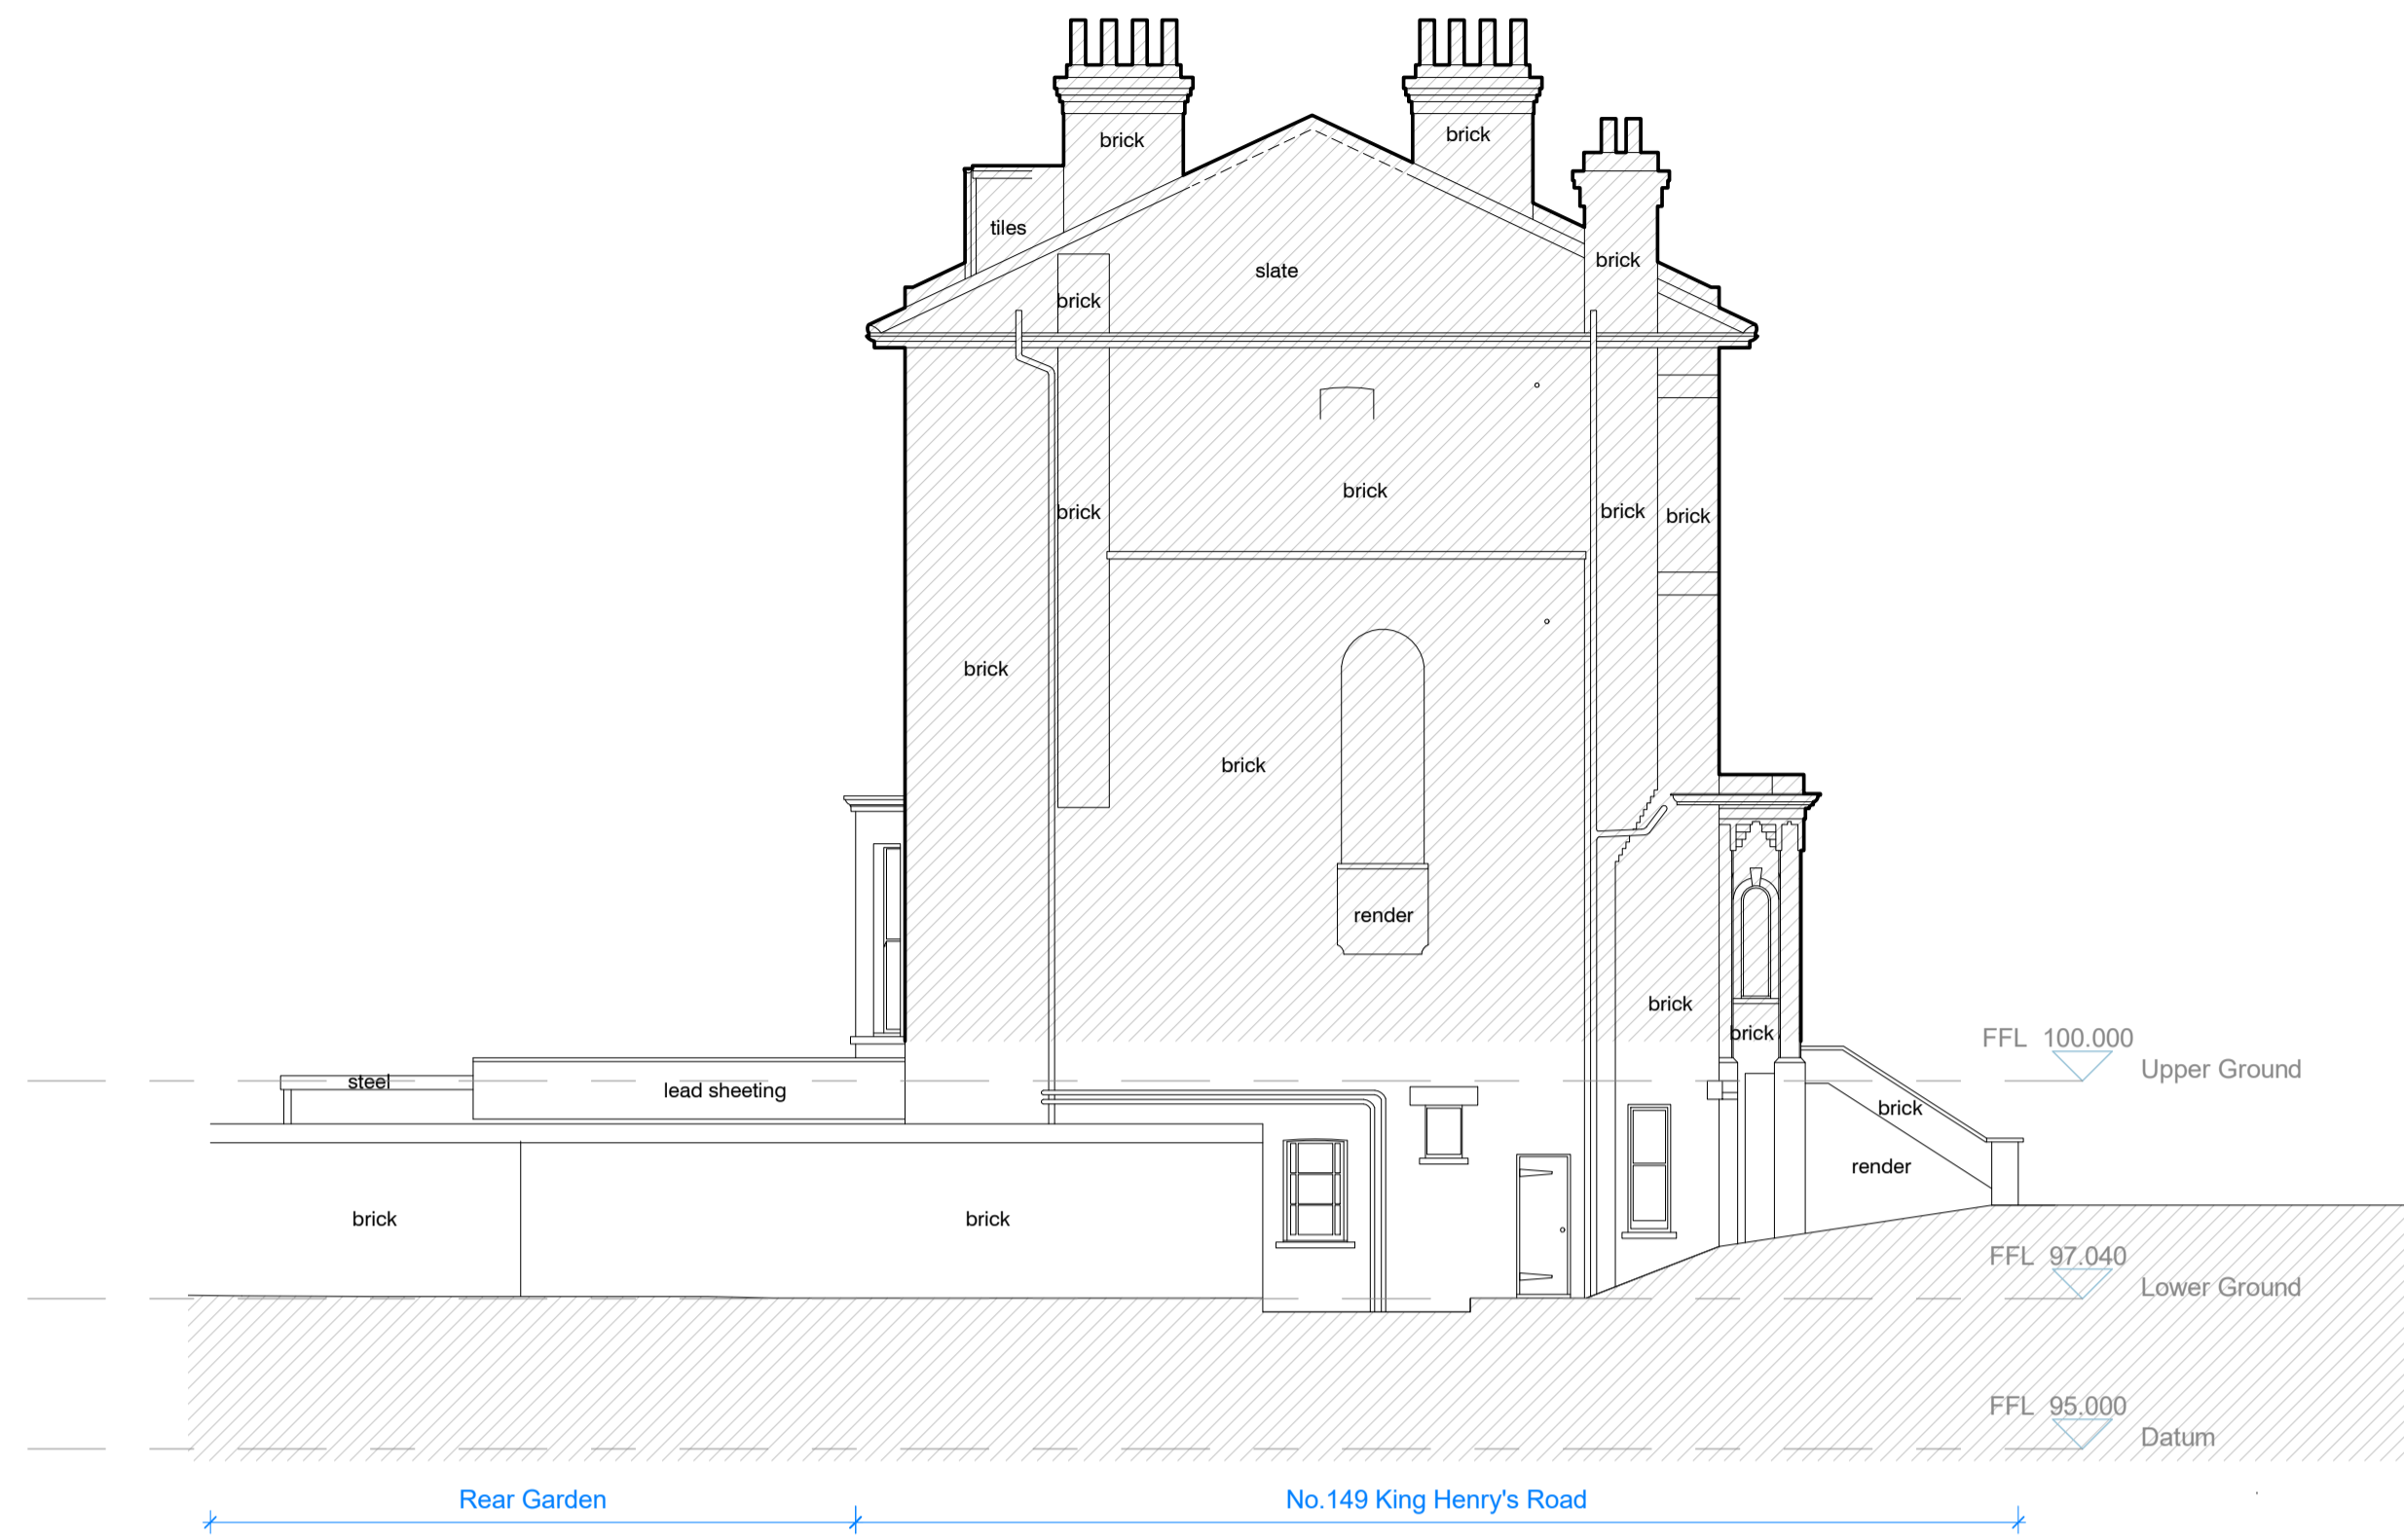 brick
brick
tiles
brick
slate
brick
brick
brick
brick
brick
brick
brick
brick
render
brick
brick
FFL 100.000
Upper Ground
steel
lead sheeting
brick
render
brick
brick
FFL 97.040
Lower Ground
FFL 95.000
Datum
Rear Garden
No.149 King Henry's Road